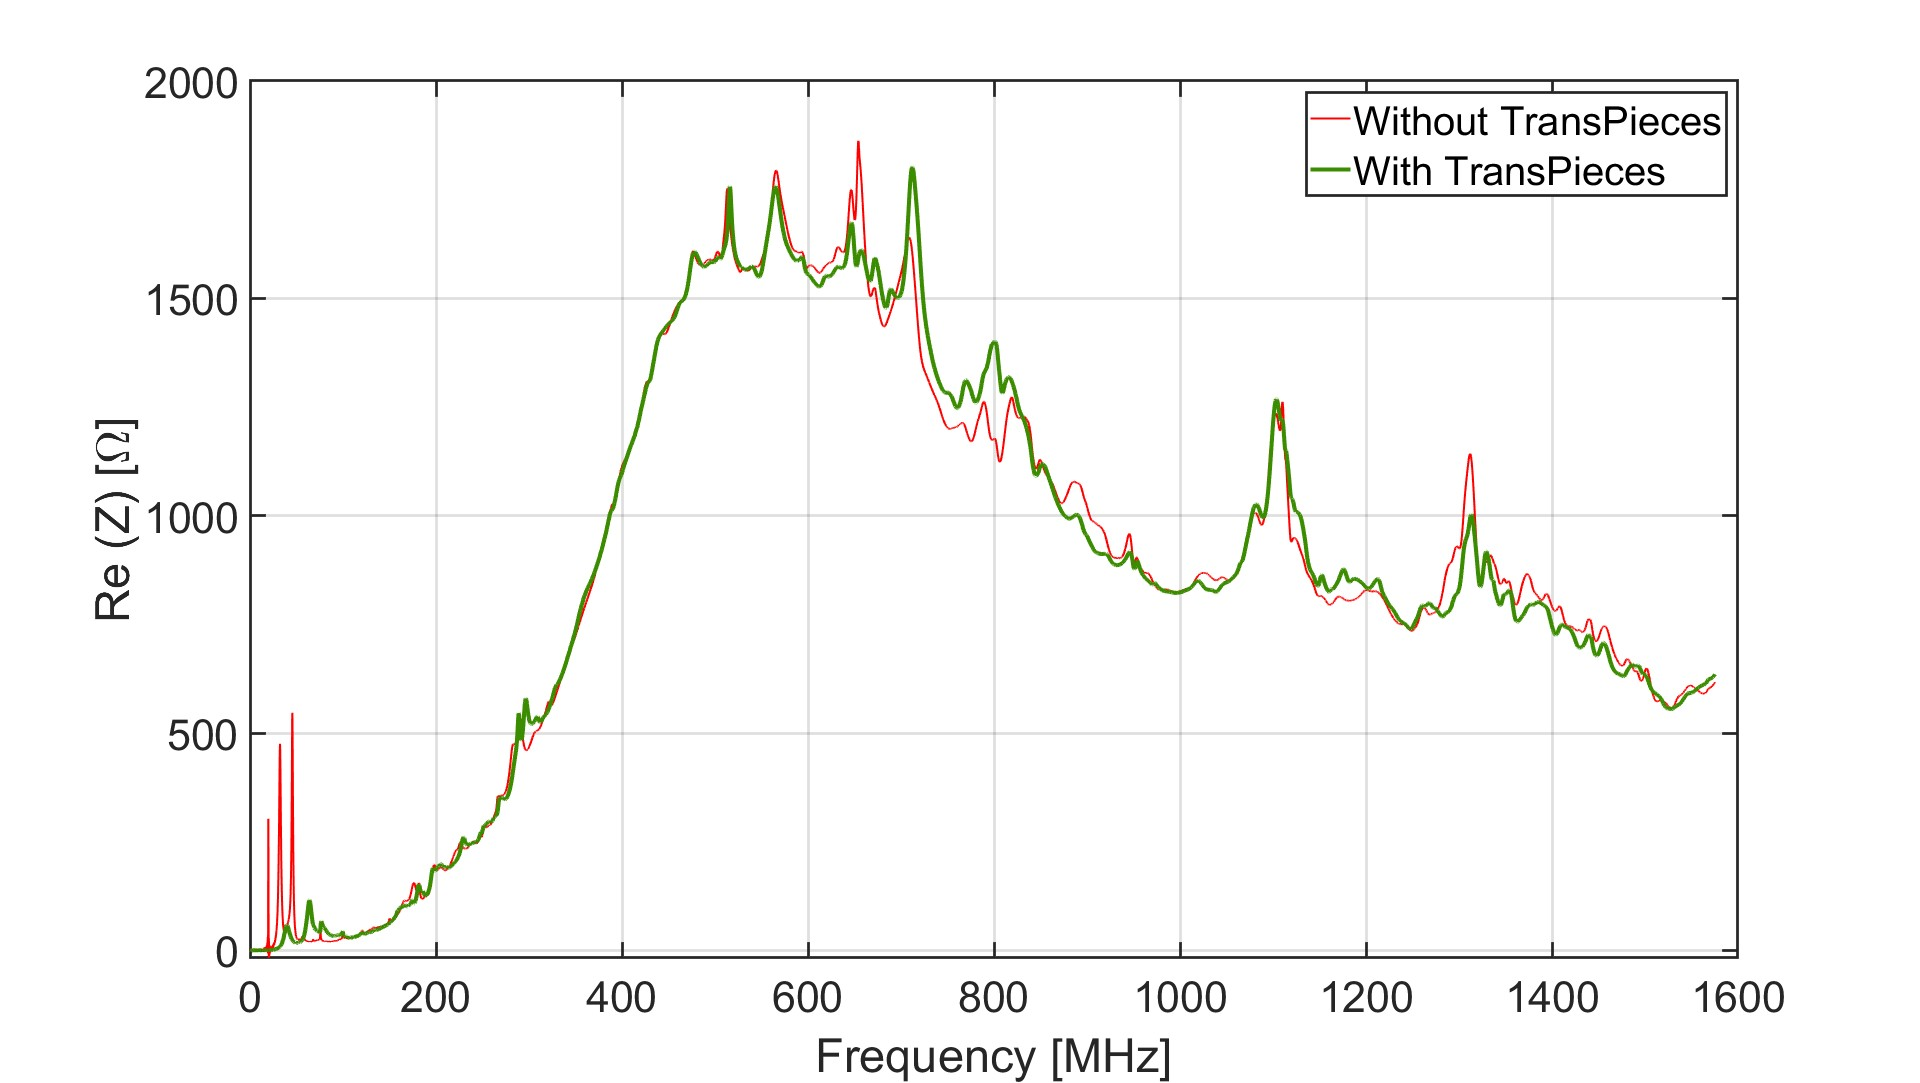 2000
1500
1000
500
0
Re (Z) [Ω]
Without TransPieces
With TransPieces
0 200 400 600 800 1000 1200 1400 1600
Frequency [MHz]